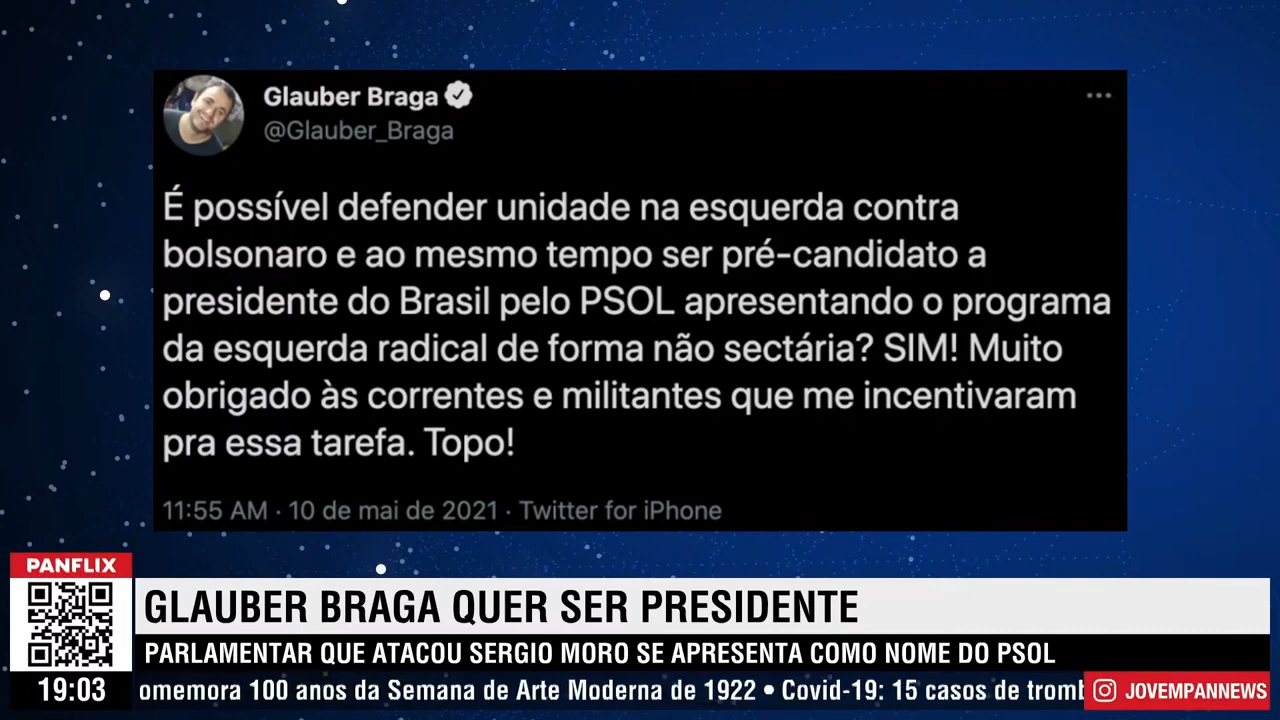 Glauber Braga
@Glauber_Braga
É possível defender unidade na esquerda contra
bolsonaro e ao mesmo tempo ser pré-candidato a
presidente do Brasil pelo PSOL apresentando o programa
da esquerda radical de forma não sectária? SIM! Muito
obrigado às correntes e militantes que me incentivaram
pra essa tarefa. Topo!
11:55 AM · 10 de mai de 2021 · Twitter for iPhone
PANFLIX
GLAUBER BRAGA QUER SER PRESIDENTE
PARLAMENTAR QUE ATACOU SERGIO MORO SE APRESENTA COMO NOME DO PSOL
19:03
omemora 100 anos da Semana de Arte Moderna de 1922 • Covid-19: 15 casos de tromb
JOVEMPANNEWS